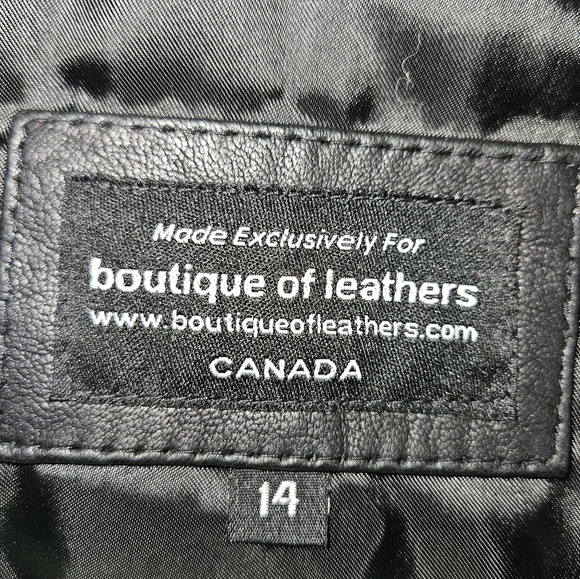 Made Exclusively For
boutique of leathers
www.boutiqueofleathers.com
CANADA
14